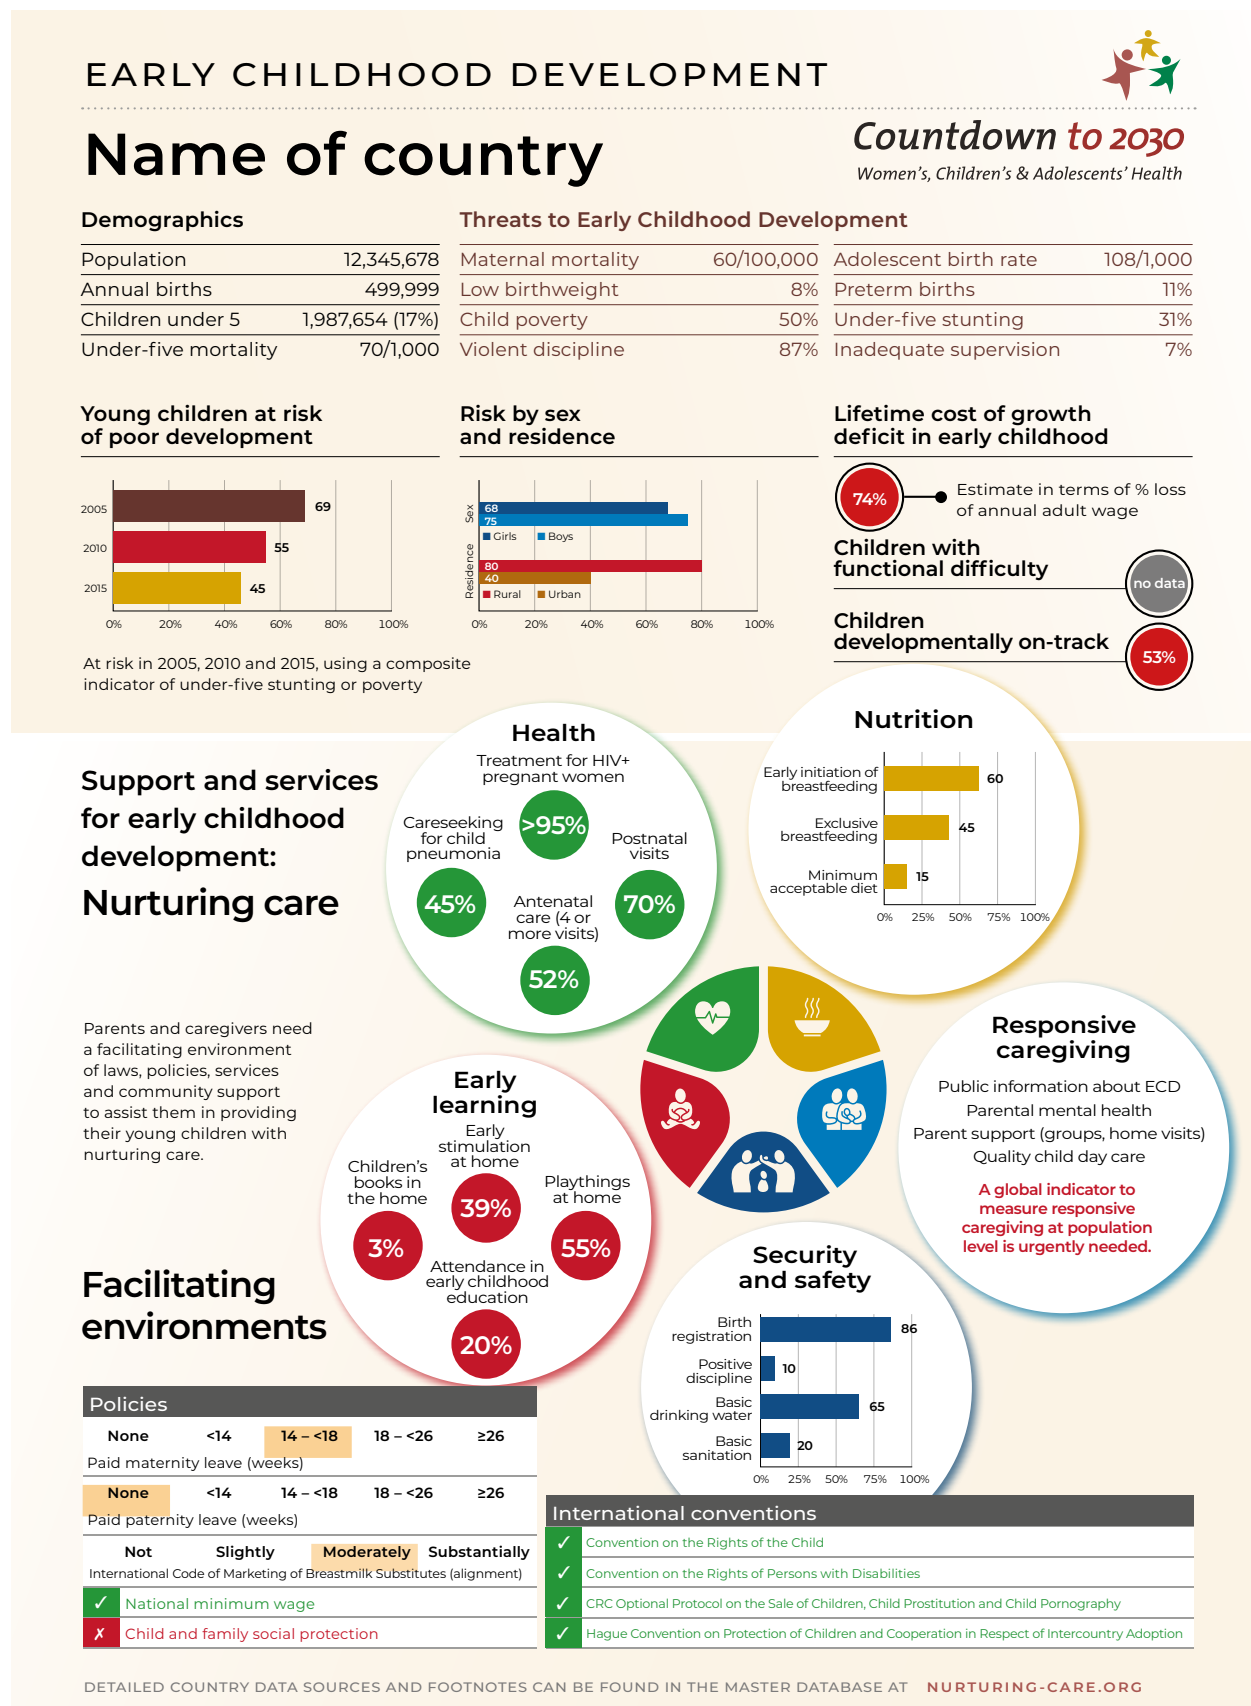 EARLY CHILDHOOD DEVELOPMENT
Name of country
Countdown to 2030
Women's, Children's & Adolescents' Health
Demographics
Population 12,345,678
Annual births 499,999
Children under 5 1,987,654 (17%)
Under-five mortality 70/1,000
Threats to Early Childhood Development
Maternal mortality 60/100,000
Low birthweight 8%
Child poverty 50%
Violent discipline 87%
Adolescent birth rate 108/1,000
Preterm births 11%
Under-five stunting 31%
Inadequate supervision 7%
Young children at risk
of poor development
2005 69
2010 55
2015 45
0% 20% 40% 60% 80% 100%
At risk in 2005, 2010 and 2015, using a composite
indicator of under-five stunting or poverty
Risk by sex
and residence
Sex
68
75
Girls Boys
Residence
80
40
Rural Urban
0% 20% 40% 60% 80% 100%
Lifetime cost of growth
deficit in early childhood
74%
Estimate in terms of % loss
of annual adult wage
Children with
functional difficulty
no data
Children
developmentally on-track
53%
Support and services
for early childhood
development:
Nurturing care
Parents and caregivers need
a facilitating environment
of laws, policies, services
and community support
to assist them in providing
their young children with
nurturing care.
Health
Treatment for HIV+
pregnant women
>95%
Careseeking
for child
pneumonia
45%
Postnatal
visits
70%
Antenatal
care (4 or
more visits)
52%
Nutrition
Early initiation of
breastfeeding
60
Exclusive
breastfeeding
45
Minimum
acceptable diet
15
0% 25% 50% 75% 100%
Responsive
caregiving
Public information about ECD
Parental mental health
Parent support (groups, home visits)
Quality child day care
A global indicator to
measure responsive
caregiving at population
level is urgently needed.
Early
learning
Early
stimulation
at home
39%
Children's
books in
the home
3%
Playthings
at home
55%
Attendance in
early childhood
education
20%
Security
and safety
Birth
registration
86
Positive
discipline
10
Basic
drinking water
65
Basic
sanitation
20
0% 25% 50% 75% 100%
Facilitating
environments
Policies
None <14 14 – <18 18 – <26 ≥26
Paid maternity leave (weeks)
None <14 14 – <18 18 – <26 ≥26
Paid paternity leave (weeks)
Not Slightly Moderately Substantially
International Code of Marketing of Breastmilk Substitutes (alignment)
✓ National minimum wage
✗ Child and family social protection
International conventions
✓ Convention on the Rights of the Child
✓ Convention on the Rights of Persons with Disabilities
✓ CRC Optional Protocol on the Sale of Children, Child Prostitution and Child Pornography
✓ Hague Convention on Protection of Children and Cooperation in Respect of Intercountry Adoption
DETAILED COUNTRY DATA SOURCES AND FOOTNOTES CAN BE FOUND IN THE MASTER DATABASE AT NURTURING-CARE.ORG